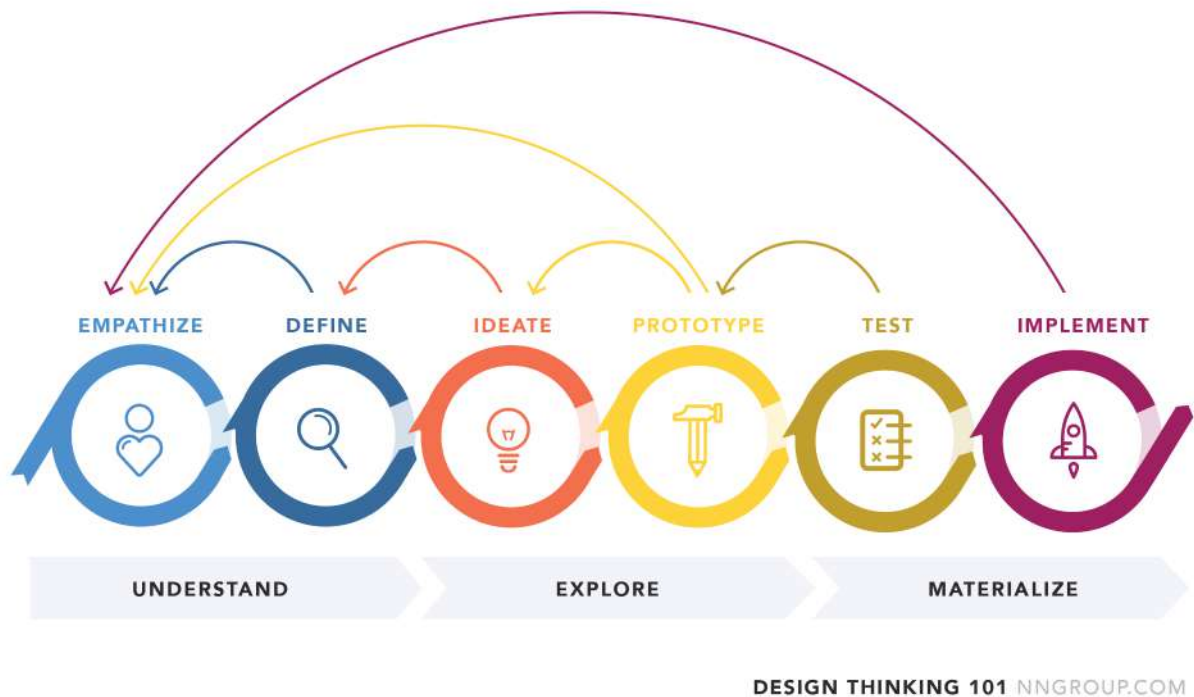 EMPATHIZE DEFINE IDEATE PROTOTYPE TEST IMPLEMENT
UNDERSTAND EXPLORE MATERIALIZE
DESIGN THINKING 101 NNGROUP.COM